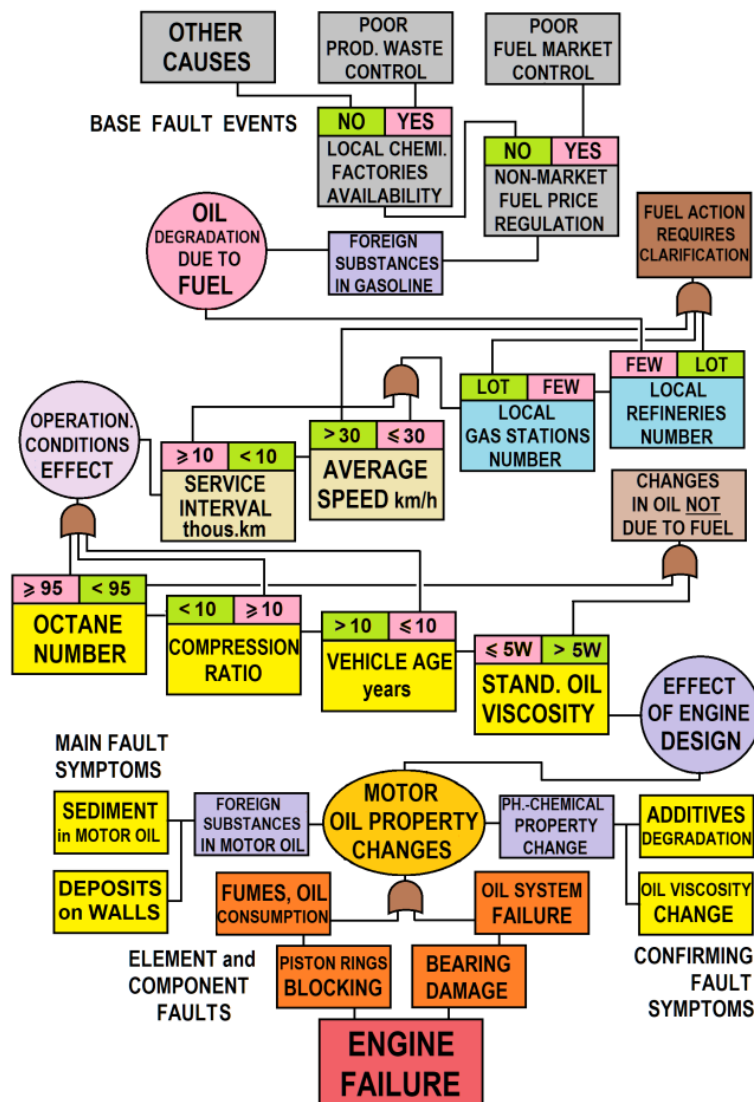 OTHER
CAUSES
POOR
PROD. WASTE
CONTROL
POOR
FUEL MARKET
CONTROL
BASE FAULT EVENTS
NO YES
LOCAL CHEMI.
FACTORIES
AVAILABILITY
NO YES
NON-MARKET
FUEL PRICE
REGULATION
OIL
DEGRADATION
DUE TO
FUEL
FOREIGN
SUBSTANCES
IN GASOLINE
FUEL ACTION
REQUIRES
CLARIFICATION
FEW LOT
LOCAL
REFINERIES
NUMBER
LOT FEW
LOCAL
GAS STATIONS
NUMBER
> 30 ⩽ 30
AVERAGE
SPEED km/h
⩾ 10 < 10
SERVICE
INTERVAL
thous.km
OPERATION.
CONDITIONS
EFFECT
CHANGES
IN OIL NOT
DUE TO FUEL
⩾ 95 < 95
OCTANE
NUMBER
< 10 ⩾ 10
COMPRESSION
RATIO
> 10 ⩽ 10
VEHICLE AGE
years
⩽ 5W > 5W
STAND. OIL
VISCOSITY
EFFECT
OF ENGINE
DESIGN
MAIN FAULT
SYMPTOMS
SEDIMENT
in MOTOR OIL
DEPOSITS
on WALLS
FOREIGN
SUBSTANCES
IN MOTOR OIL
MOTOR
OIL PROPERTY
CHANGES
PH.-CHEMICAL
PROPERTY
CHANGE
ADDITIVES
DEGRADATION
OIL VISCOSITY
CHANGE
FUMES, OIL
CONSUMPTION
OIL SYSTEM
FAILURE
ELEMENT and
COMPONENT
FAULTS
PISTON RINGS
BLOCKING
BEARING
DAMAGE
CONFIRMING
FAULT
SYMPTOMS
ENGINE
FAILURE